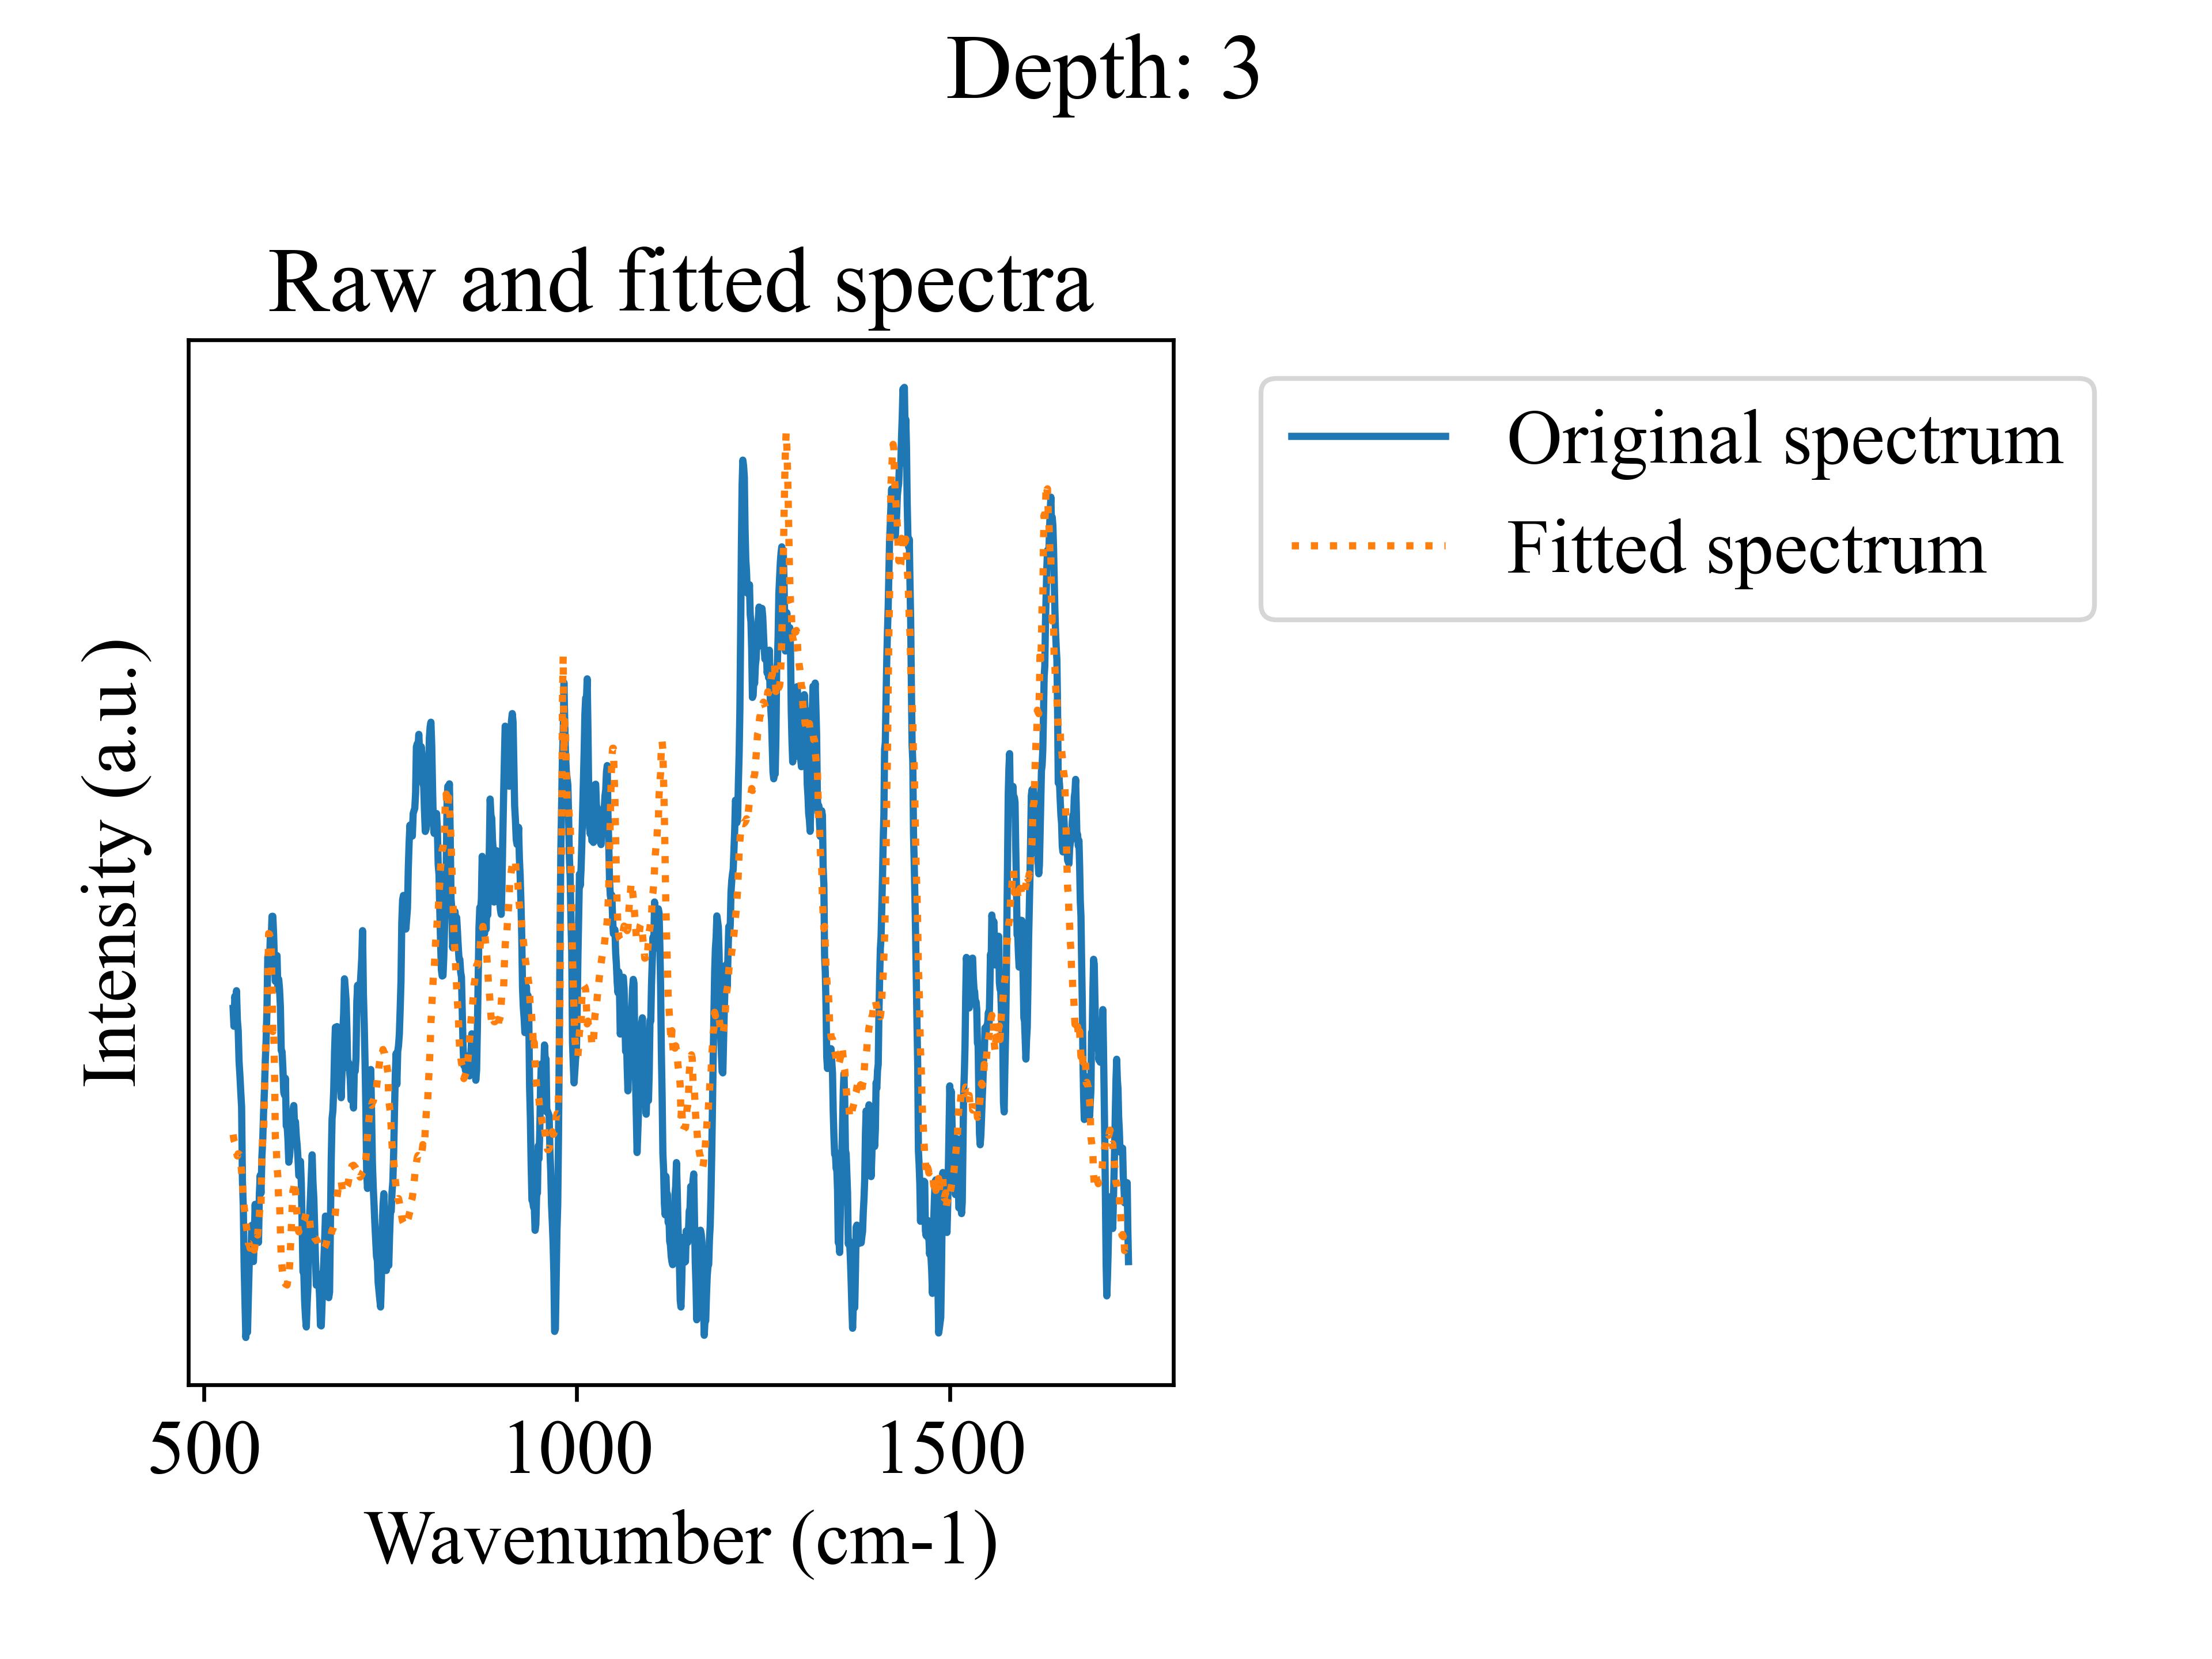 Depth: 3
Raw and fitted spectra
Original spectrum
Fitted spectrum
Intensity (a.u.)
500 1000 1500
Wavenumber (cm-1)